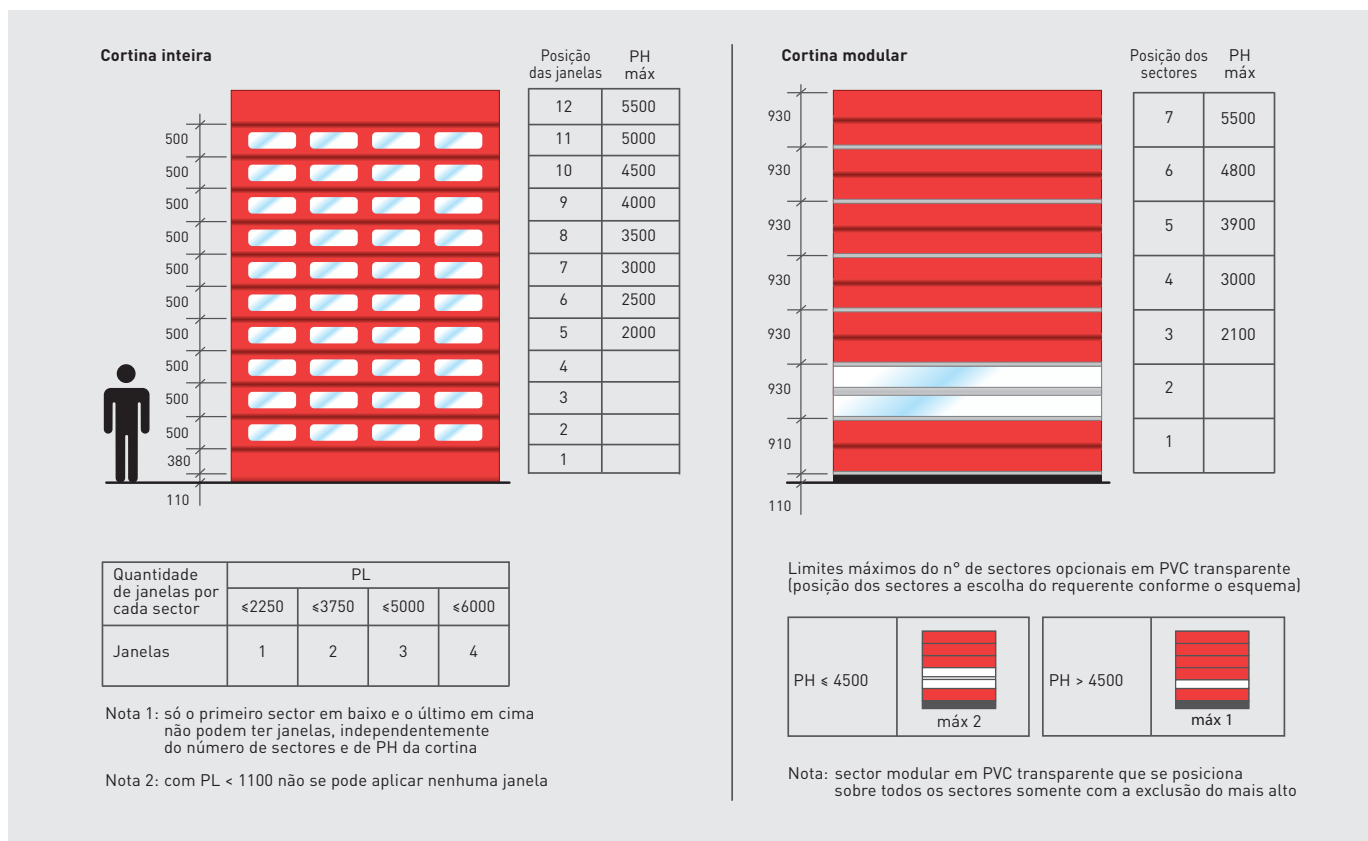 Cortina inteira
Posição
das janelas
PH
máx
12 5500
11 5000
10 4500
9 4000
8 3500
7 3000
6 2500
5 2000
4
3
2
1
500
500
500
500
500
500
500
500
500
500
380
110
Quantidade
de janelas por
cada sector
PL
≤2250 ≤3750 ≤5000 ≤6000
Janelas 1 2 3 4
Nota 1: só o primeiro sector em baixo e o último em cima
não podem ter janelas, independentemente
do número de sectores e de PH da cortina
Nota 2: com PL < 1100 não se pode aplicar nenhuma janela
Cortina modular
Posição dos
sectores
PH
máx
7 5500
6 4800
5 3900
4 3000
3 2100
2
1
930
930
930
930
930
930
910
110
Limites máximos do n° de sectores opcionais em PVC transparente
(posição dos sectores a escolha do requerente conforme o esquema)
PH ≤ 4500
máx 2
PH > 4500
máx 1
Nota: sector modular em PVC transparente que se posiciona
sobre todos os sectores somente com a exclusão do mais alto